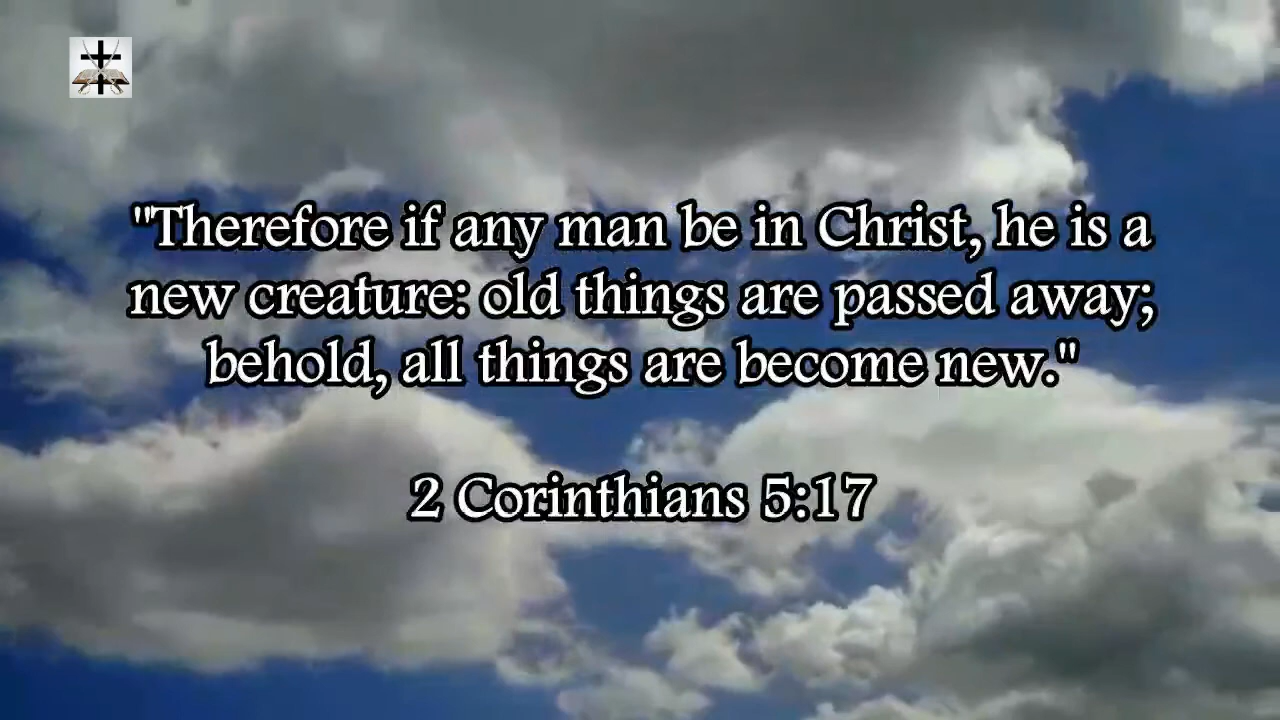 "Therefore if any man be in Christ, he is a
new creature: old things are passed away;
behold, all things are become new."
2 Corinthians 5:17